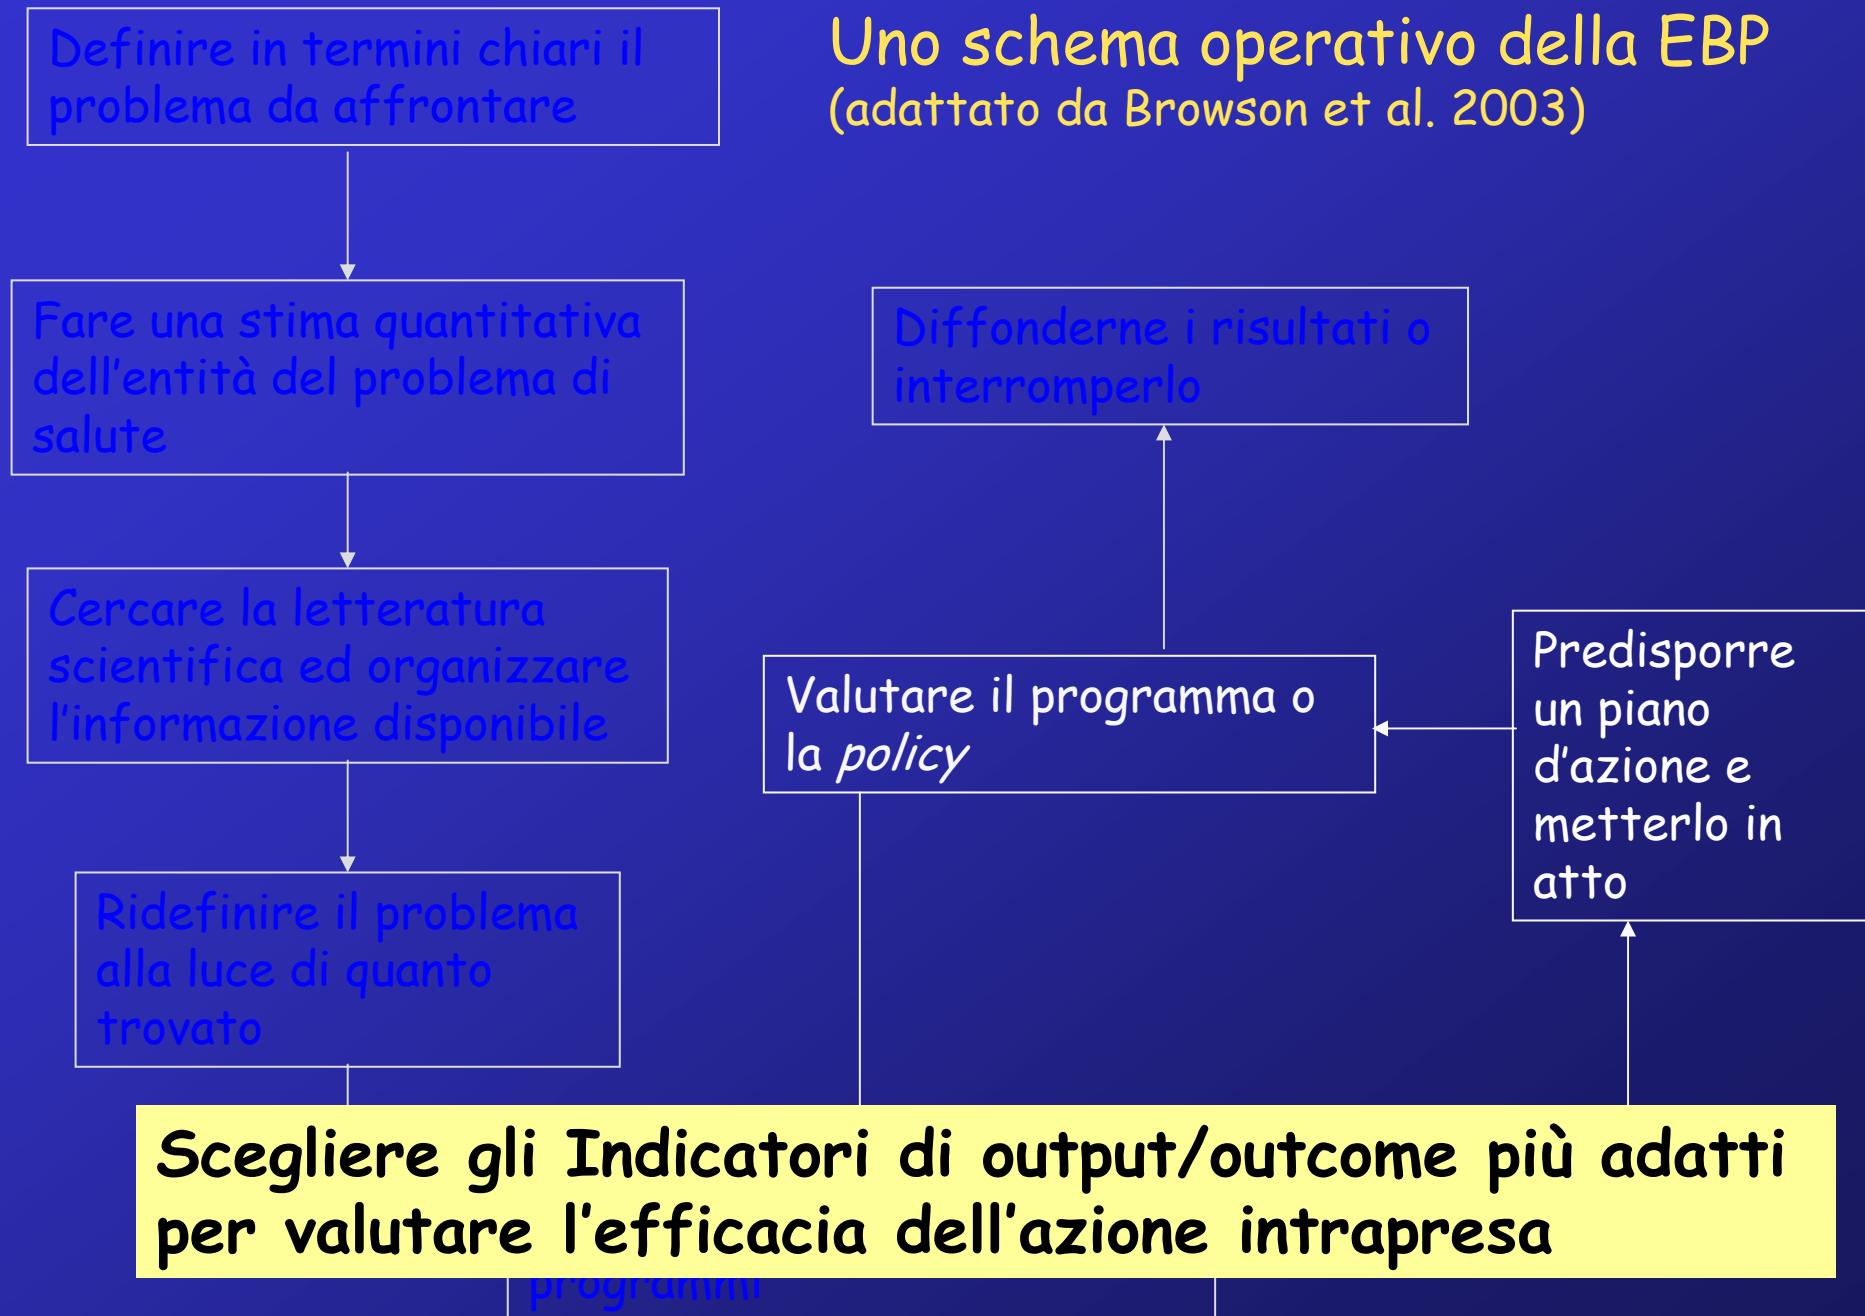 Uno schema operativo della EBP
(adattato da Browson et al. 2003)
Definire in termini chiari il
problema da affrontare
Fare una stima quantitativa
dell'entità del problema di
salute
Cercare la letteratura
scientifica ed organizzare
l'informazione disponibile
Ridefinire il problema
alla luce di quanto
trovato
Diffonderne i risultati o
interromperlo
Valutare il programma o
la policy
Predisporre
un piano
d'azione e
metterlo in
atto
Scegliere gli Indicatori di output/outcome più adatti
per valutare l'efficacia dell'azione intrapresa
programmi